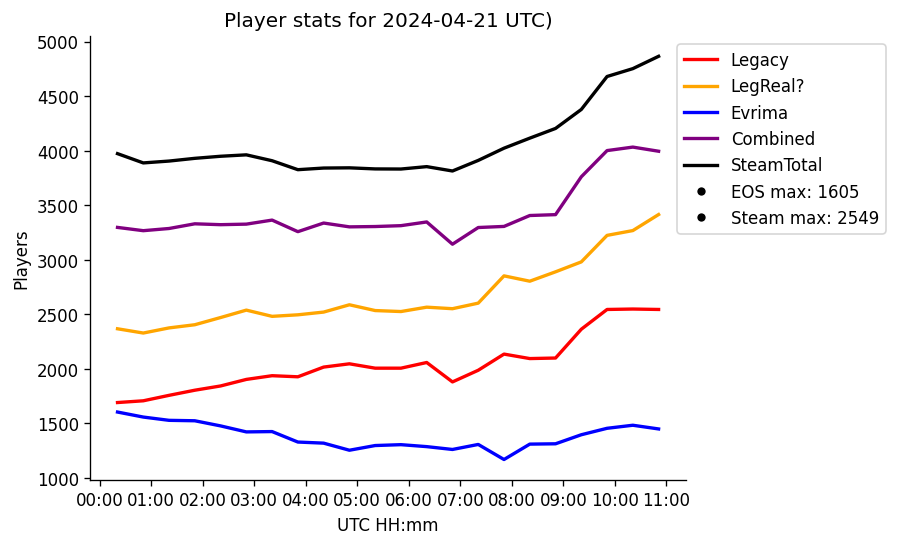 Player stats for 2024-04-21 UTC)
5000
4500
4000
3500
3000
2500
2000
1500
1000
Players
00:00 01:00 02:00 03:00 04:00 05:00 06:00 07:00 08:00 09:00 10:00 11:00
UTC HH:mm
Legacy
LegReal?
Evrima
Combined
SteamTotal
EOS max: 1605
Steam max: 2549